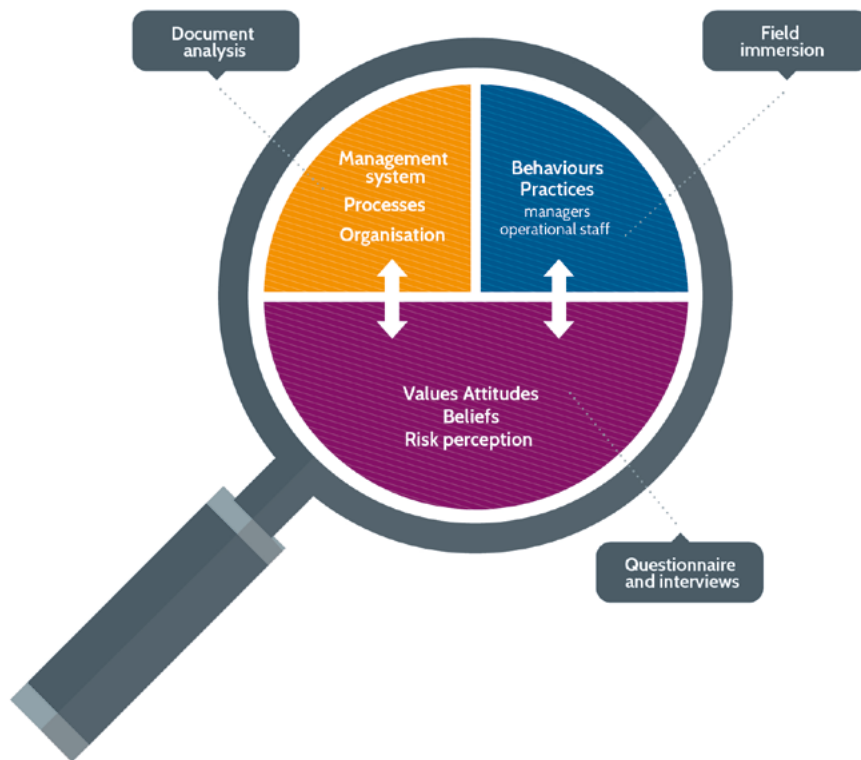 Document
analysis
Field
immersion
Management
system
Processes
Organisation
Behaviours
Practices
managers
operational staff
Values Attitudes
Beliefs
Risk perception
Questionnaire
and interviews